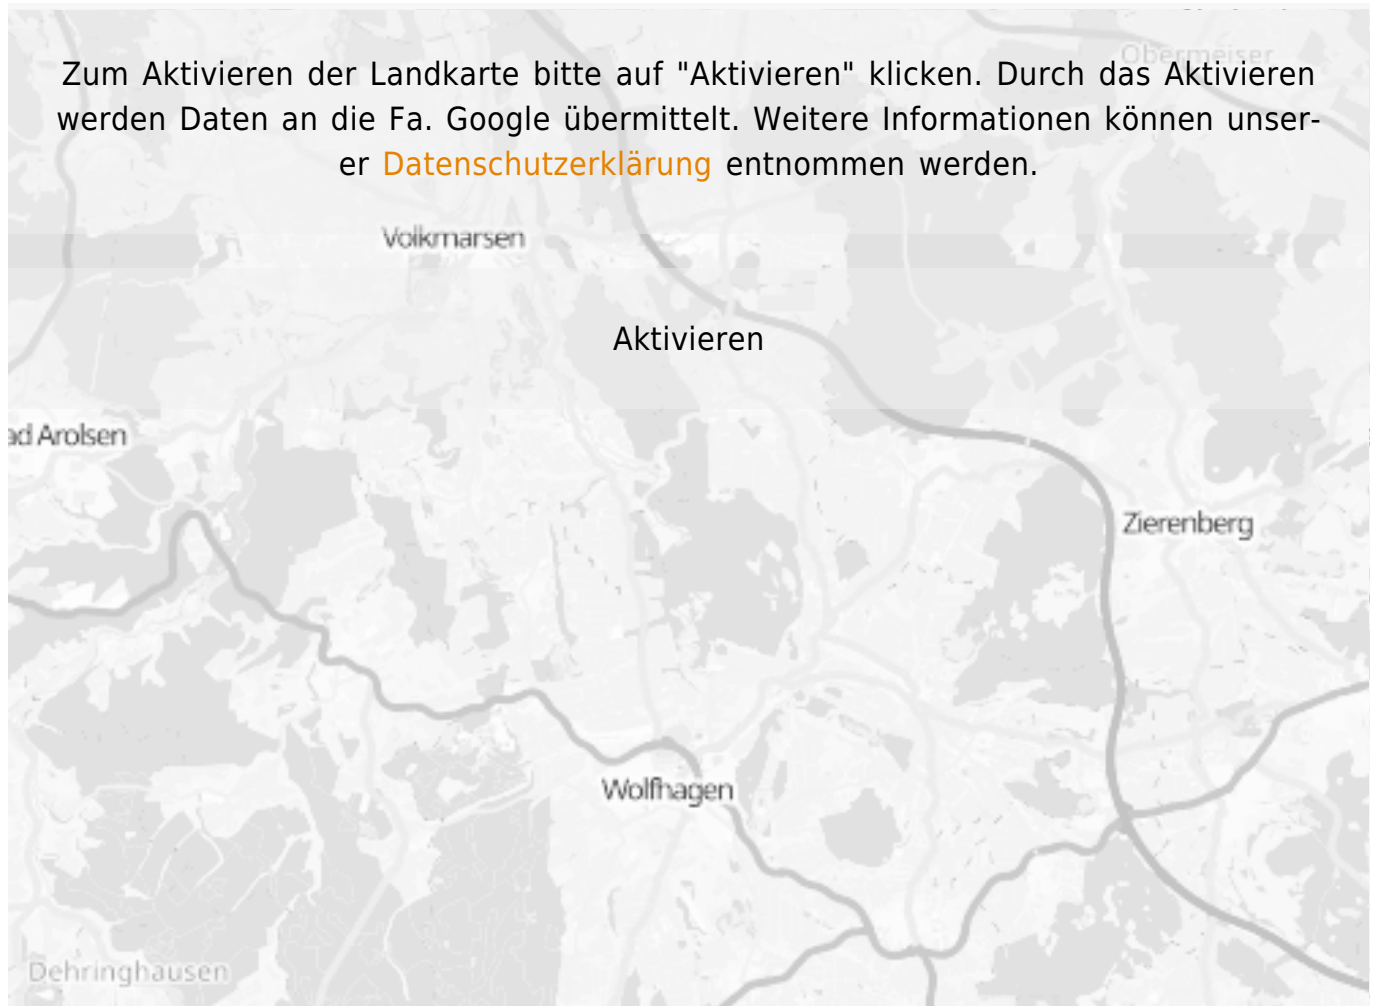 Obermeiser
Zum Aktivieren der Landkarte bitte auf "Aktivieren" klicken. Durch das Aktivieren
werden Daten an die Fa. Google übermittelt. Weitere Informationen können unser-
er Datenschutzerklärung entnommen werden.
Volkmarsen
Aktivieren
ad Arolsen
Zierenberg
Wolfhagen
Dehringhausen